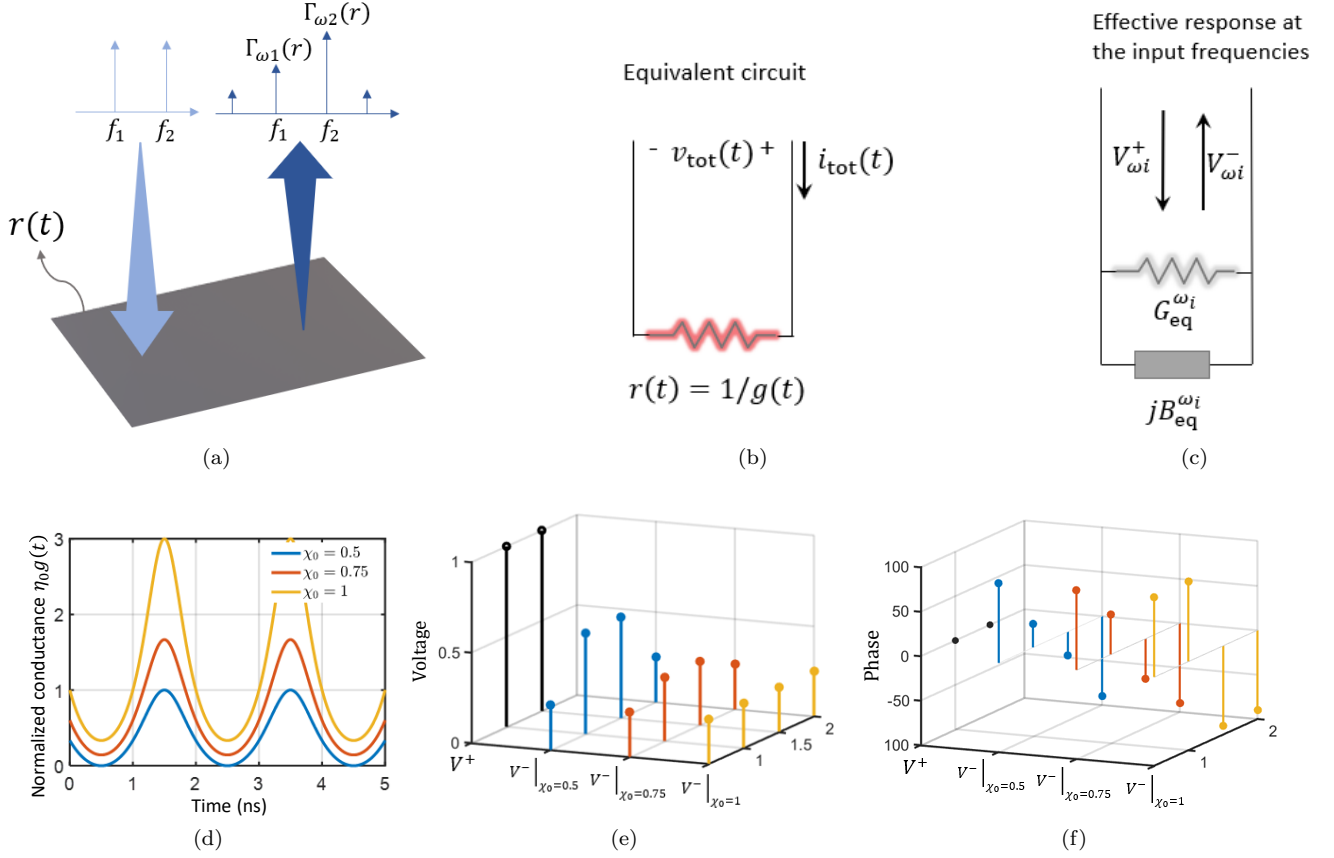 Γω1(r)
Γω2(r)
f1 f2
f1 f2
r(t)
(a)
Equivalent circuit
- vtot(t) +
itot(t)
r(t) = 1/g(t)
(b)
Effective response at
the input frequencies
V+ωi
V−ωi
Gωieq
jBωieq
(c)
Normalized conductance η0g(t)
3
2
1
0
χ0 = 0.5
χ0 = 0.75
χ0 = 1
0 1 2 3 4 5
Time (ns)
(d)
Voltage
1
0.5
0
V+
V−|χ0=0.5
V−|χ0=0.75
V−|χ0=1
1
1.5
2
(e)
Phase
100
50
0
-50
100
V+
V−|χ0=0.5
V−|χ0=0.75
V−|χ0=1
1
2
(f)